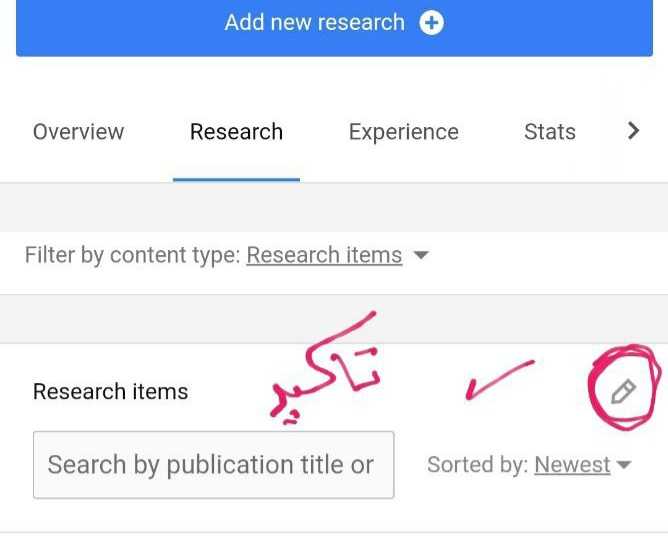 Add new research
Overview Research Experience Stats
Filter by content type: Research items
تاكيد
Research items
Search by publication title or Sorted by: Newest